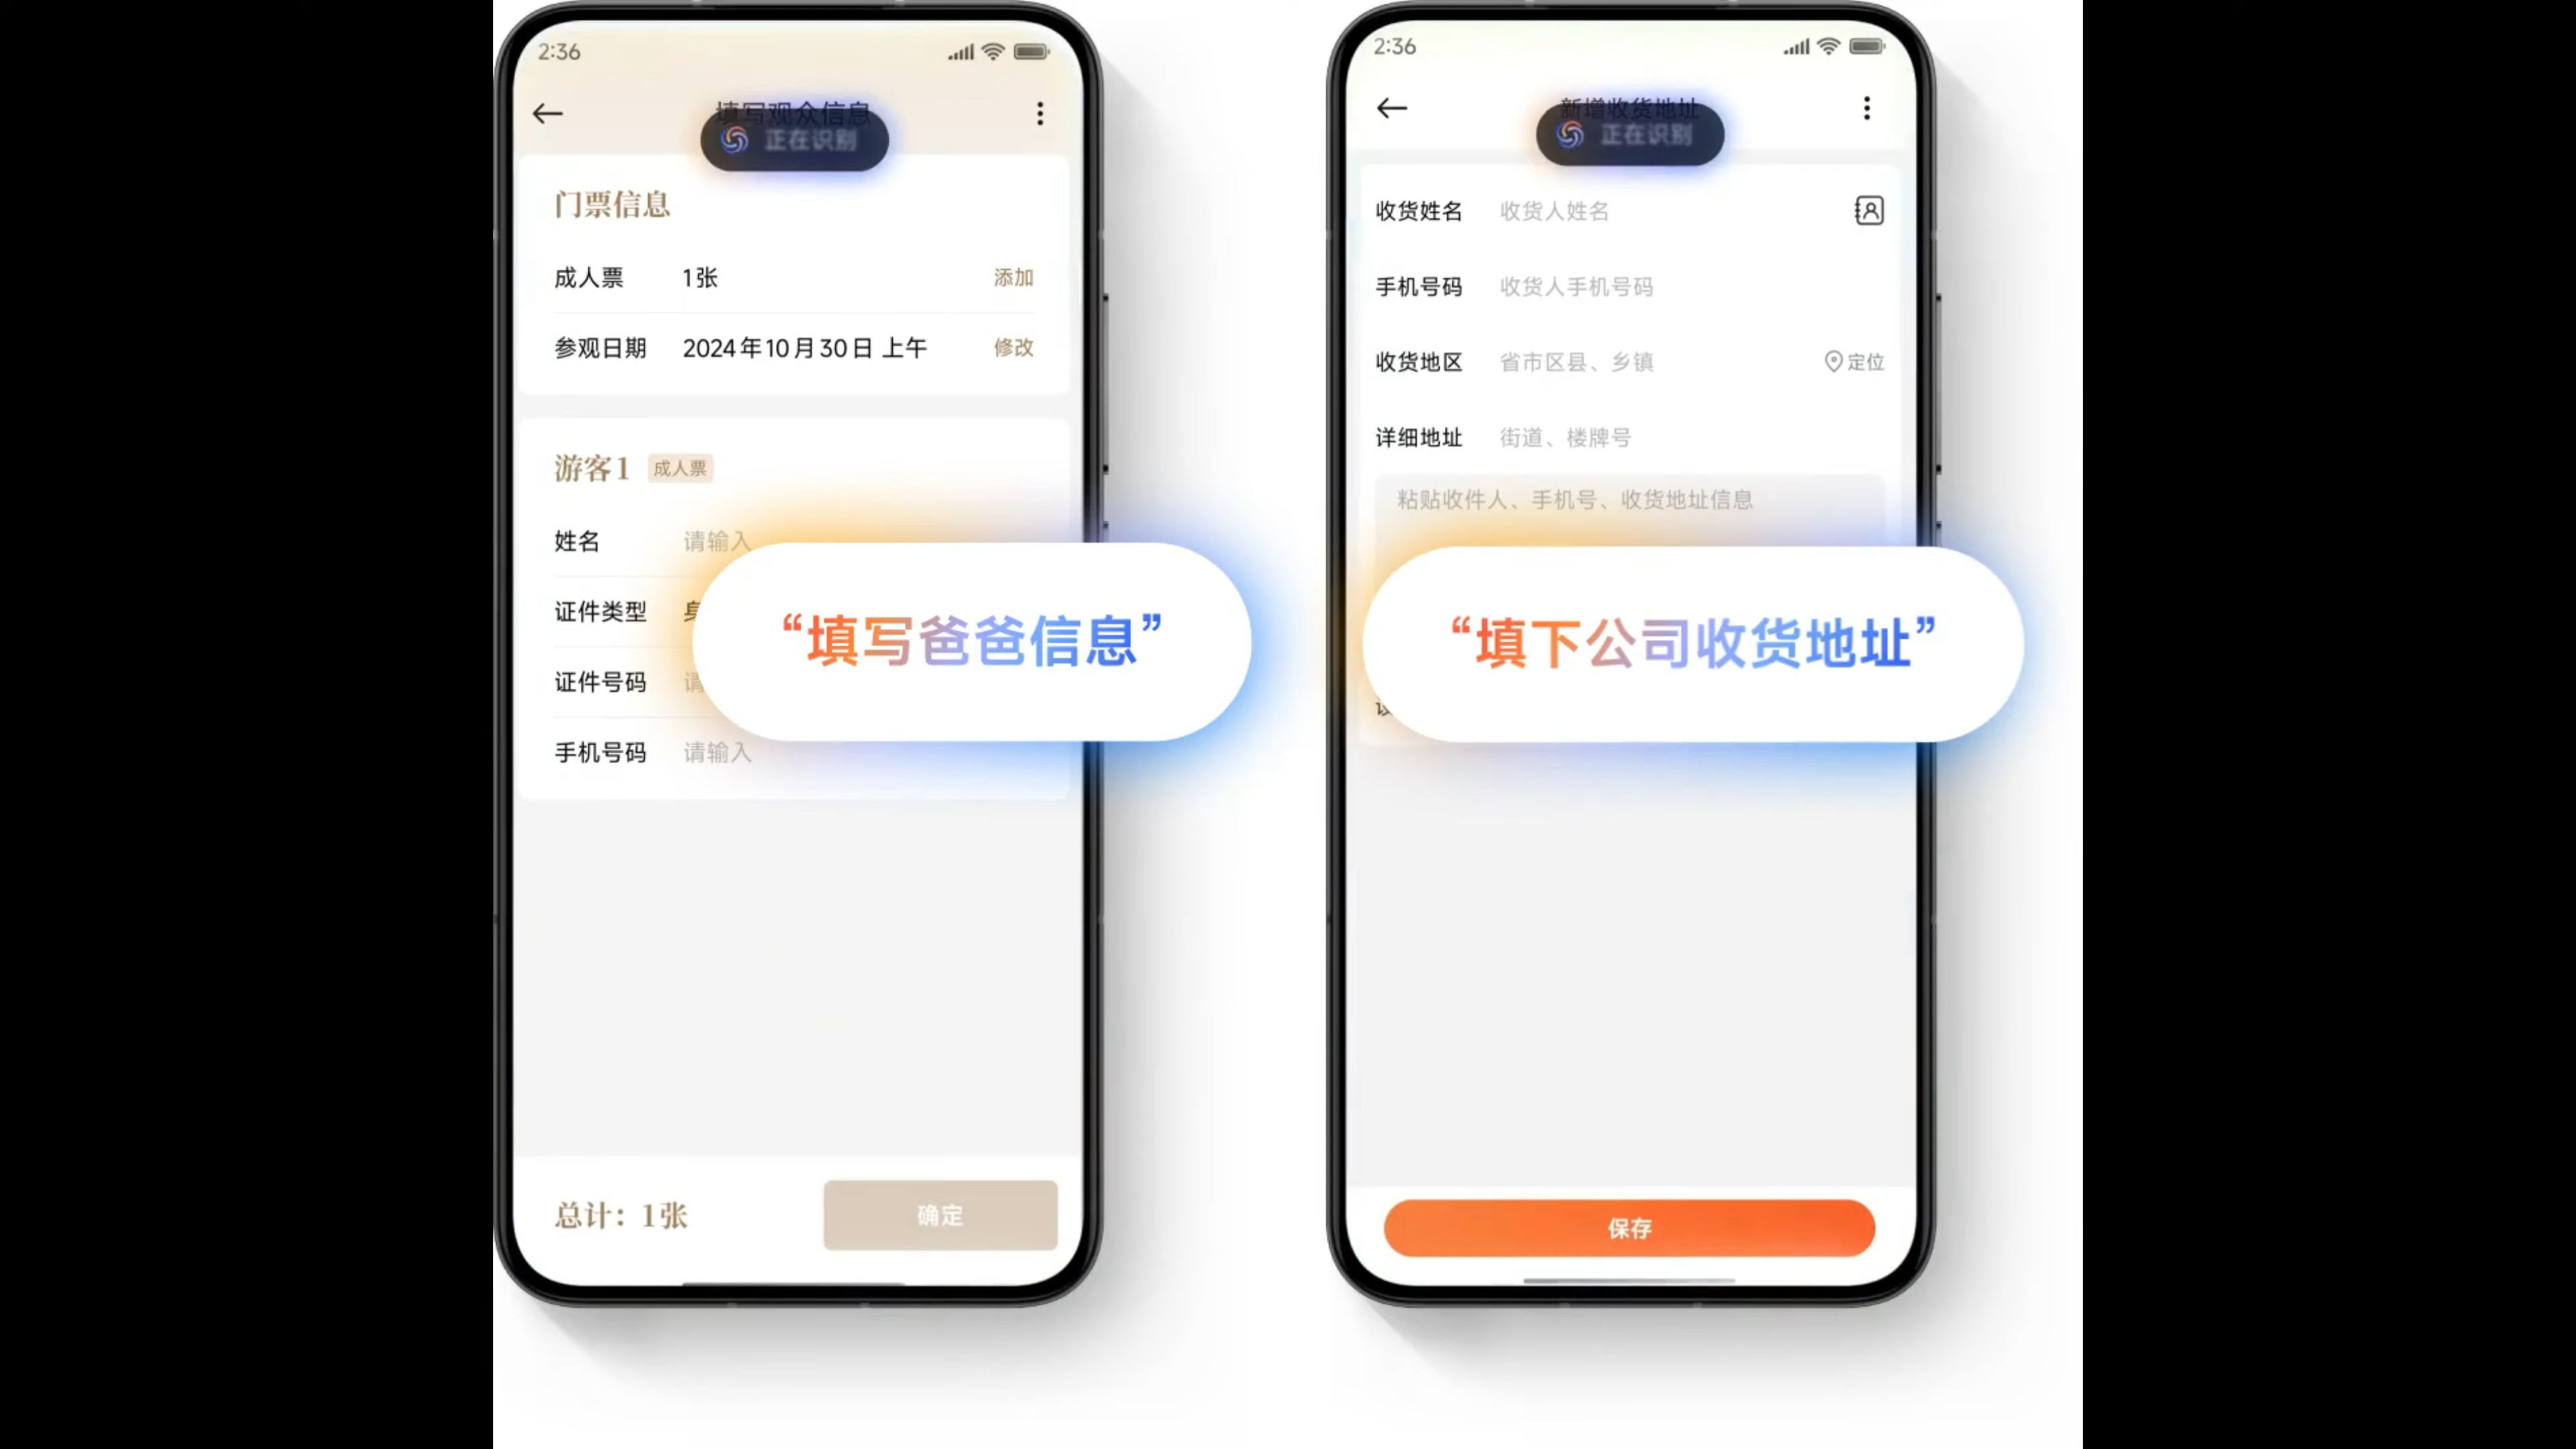 2:36
填写观众信息
正在识别
门票信息
成人票 1张 添加
参观日期 2024年10月30日 上午 修改
游客1 成人票
姓名 请输入
证件类型 身
“填写爸爸信息”
证件号码 请
手机号码 请输入
总计：1张 确定
2:36
新增收货地址
正在识别
收货姓名 收货人姓名
手机号码 收货人手机号码
收货地区 省市区县、乡镇 定位
详细地址 街道、楼牌号
粘贴收件人、手机号、收货地址信息
“填下公司收货地址”
保存